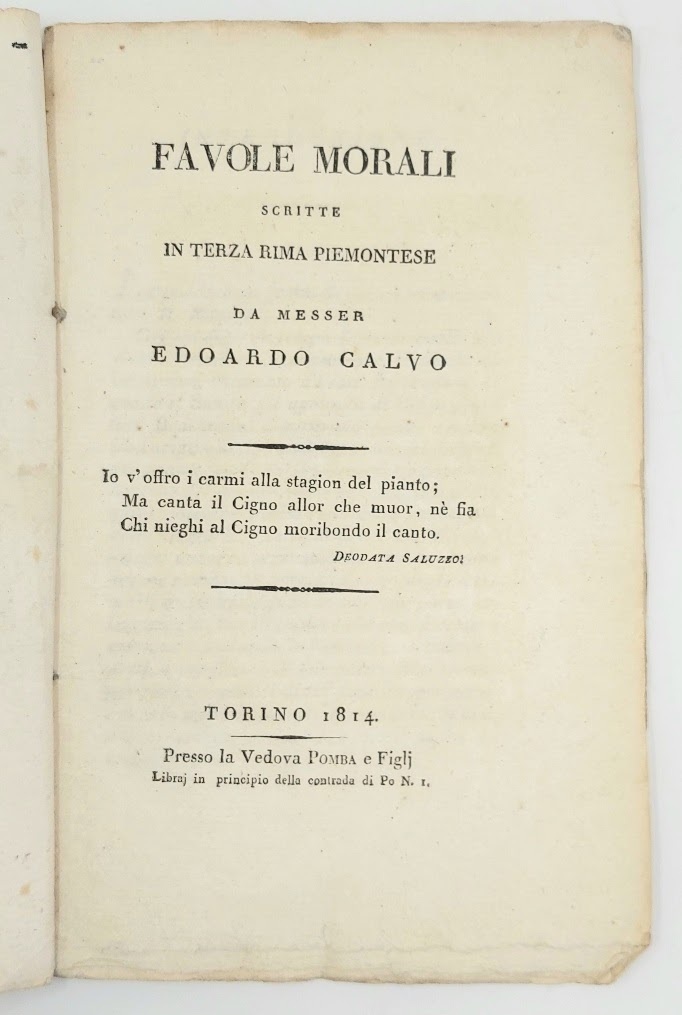 FAVOLE MORALI
SCRITTE
IN TERZA RIMA PIEMONTESE
DA MESSER
EDOARDO CALVO
Io v'offro i carmi alla stagion del pianto;
Ma canta il Cigno allor che muor, nè fia
Chi nieghi al Cigno moribondo il canto.
DEODATA SALUZZO.
TORINO 1814.
Presso la Vedova POMBA e Figlj
Libraj in principio della contrada di Po N. 1.